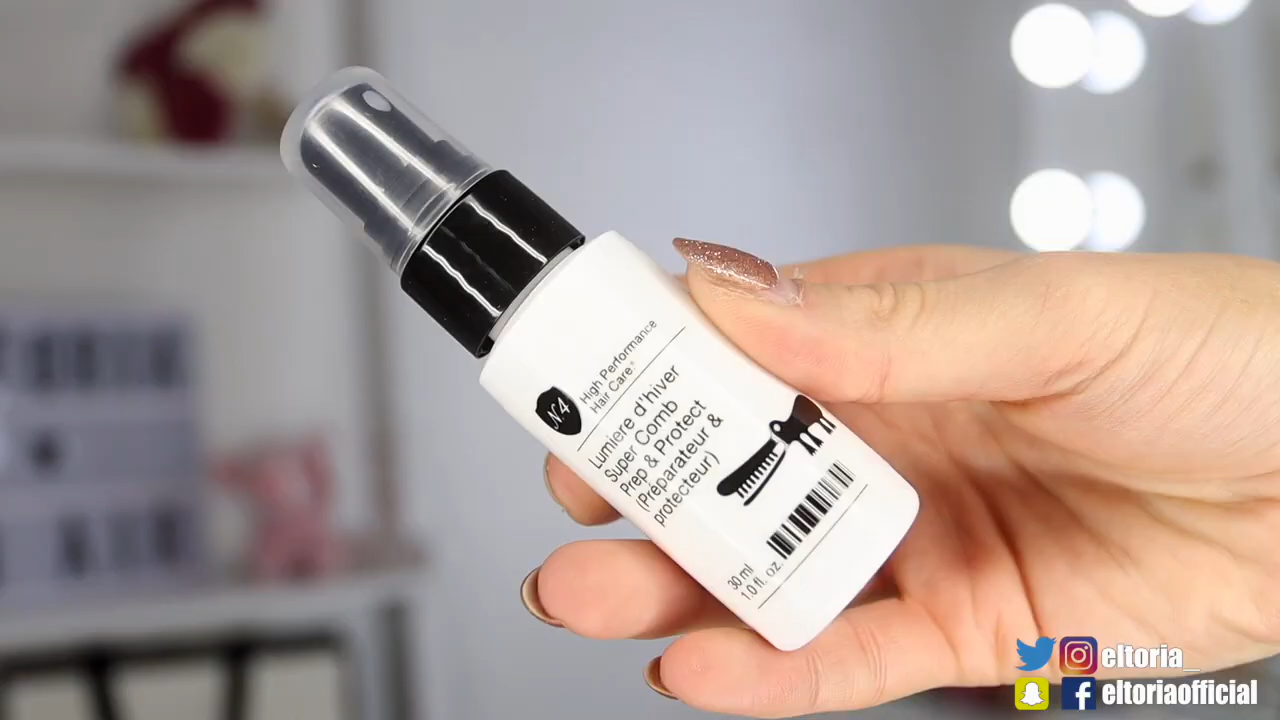 N.4
High Performance
Hair Care®
Lumiere d'hiver
Super Comb
Prep & Protect
(Préparateur &
protecteur)
30 ml
1.0 fl. oz.
eltoria_
eltoriaofficial